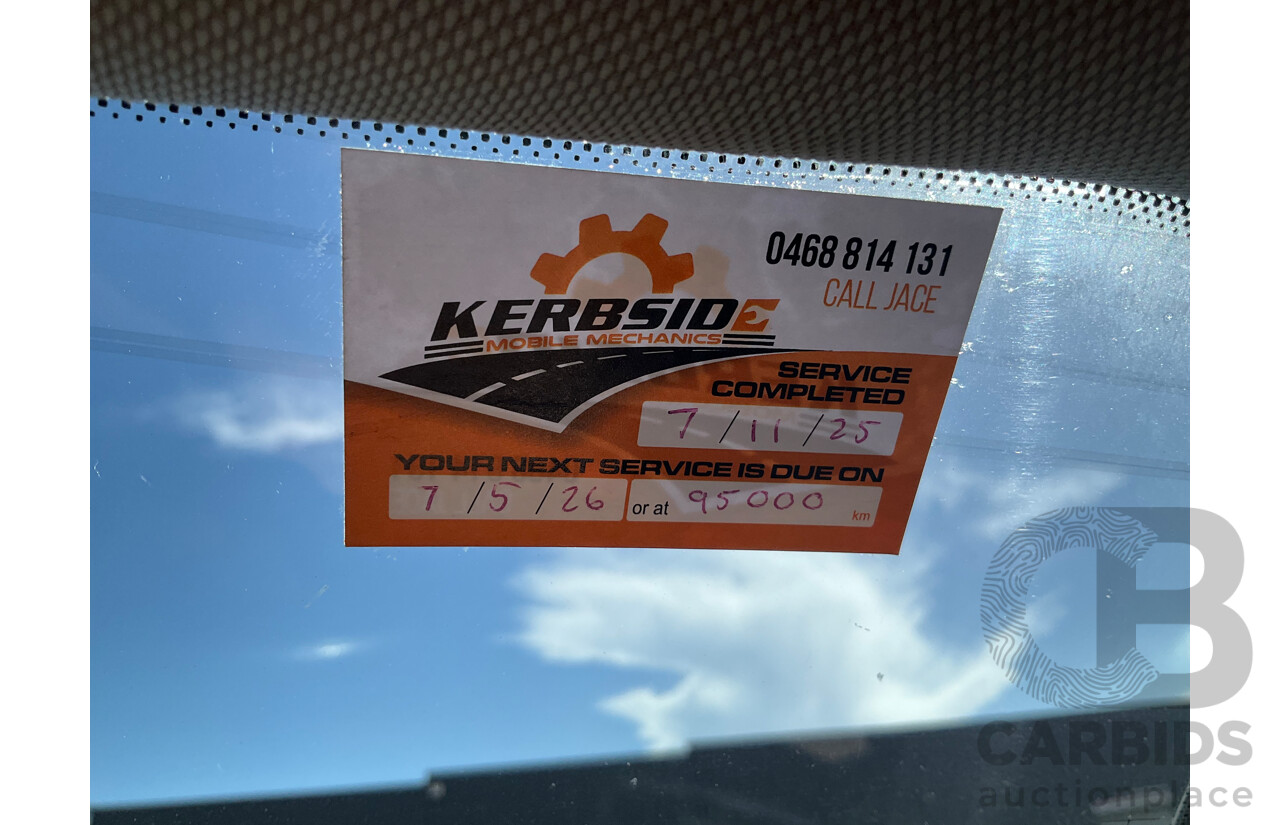 0468 814 131
CALL JACE
KERBSIDE
MOBILE MECHANICS
SERVICE
COMPLETED
7/11/25
YOUR NEXT SERVICE IS DUE ON
7/5/26 or at 95000 km
CB
CARBIDS
auctionplace